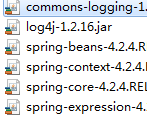 commons-logging-1.
log4j-1.2.16.jar
spring-beans-4.2.4.R
spring-context-4.2.4.
spring-core-4.2.4.REL
spring-expression-4.